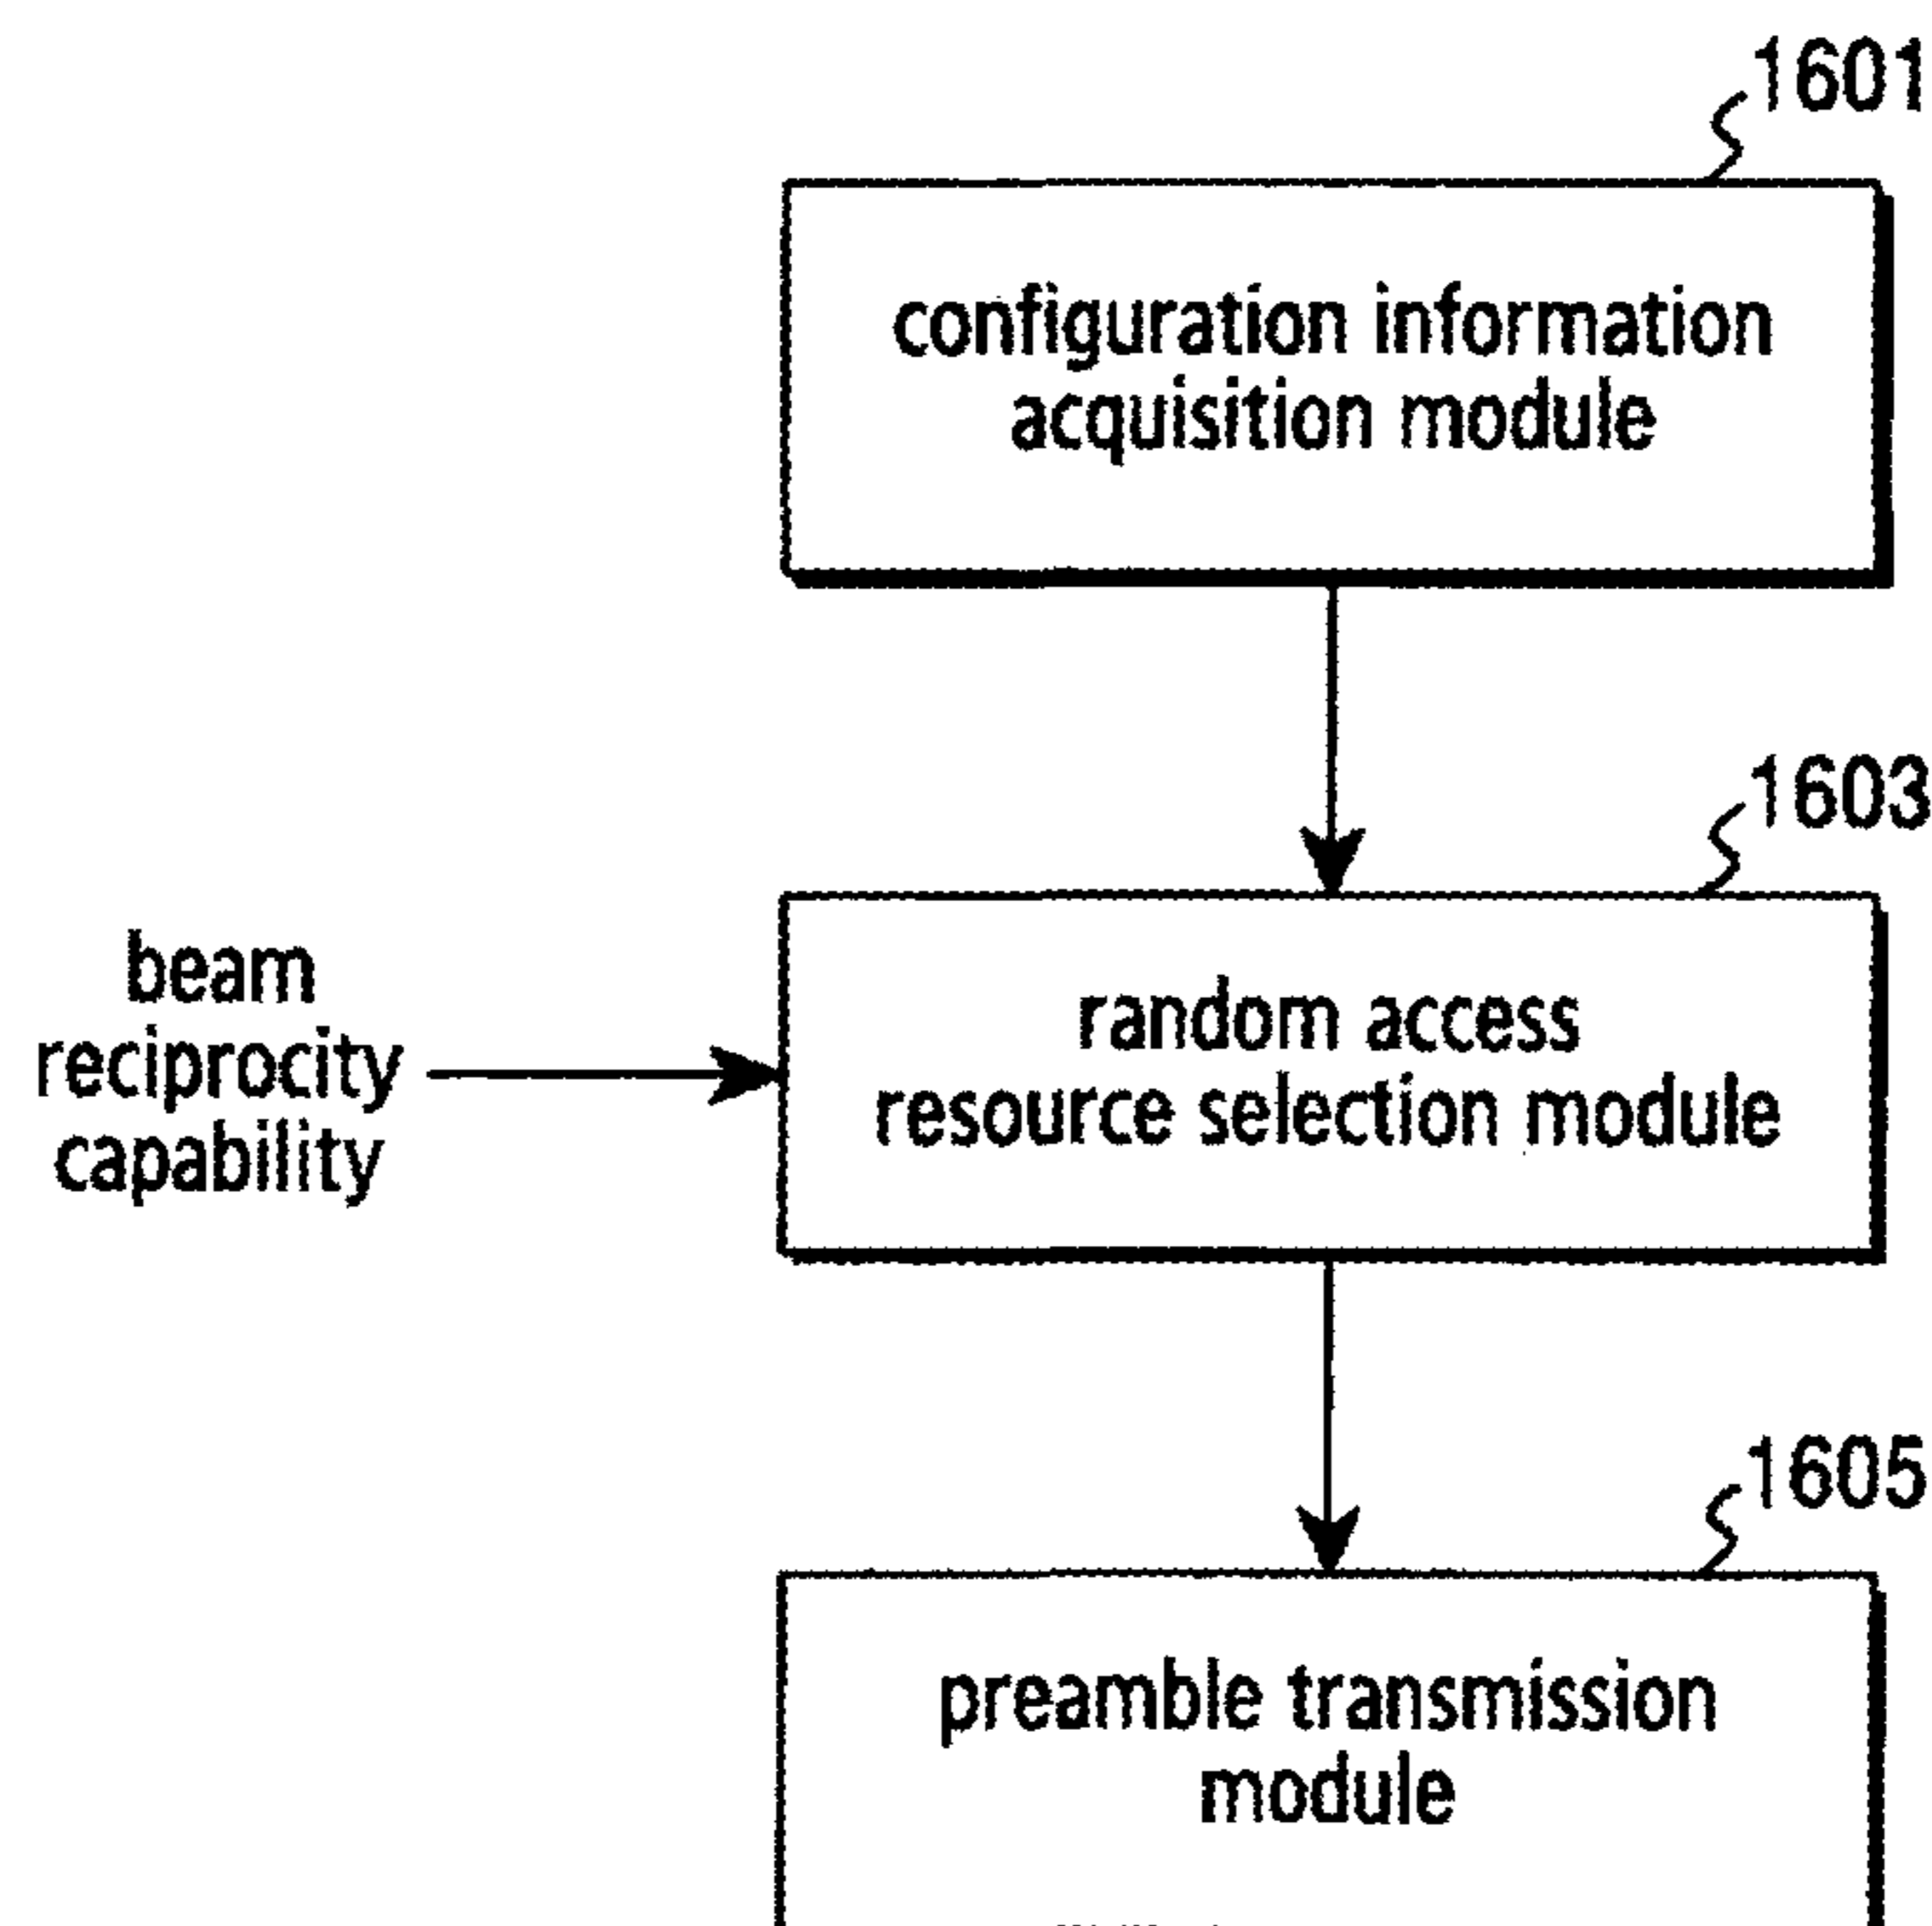 1601
configuration information
acquisition module
1603
beam
reciprocity
capability
random access
resource selection module
1605
preamble transmission
module